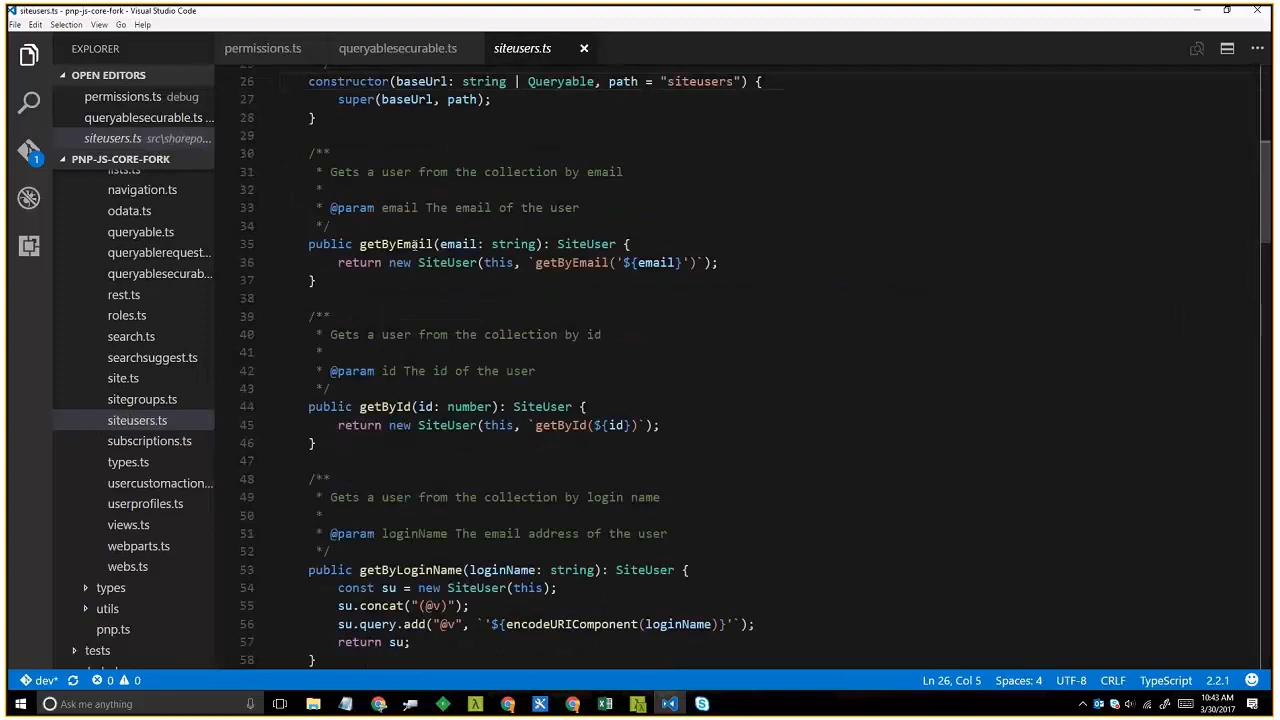 siteusers.ts - pnp-js-core-fork - Visual Studio Code
File Edit Selection View Go Help
EXPLORER
OPEN EDITORS
permissions.ts debug
queryablesecurable.ts ...
siteusers.ts src\sharepo...
1
PNP-JS-CORE-FORK
lists.ts
navigation.ts
odata.ts
queryable.ts
queryablerequest...
queryablesecurab...
rest.ts
roles.ts
search.ts
searchsuggest.ts
site.ts
sitegroups.ts
siteusers.ts
subscriptions.ts
types.ts
usercustomaction...
userprofiles.ts
views.ts
webparts.ts
webs.ts
types
utils
pnp.ts
tests
permissions.ts queryablesecurable.ts siteusers.ts
26 constructor(baseUrl: string | Queryable, path = "siteusers") {
27 super(baseUrl, path);
28 }
29
30 /**
31 * Gets a user from the collection by email
32 *
33 * @param email The email of the user
34 */
35 public getByEmail(email: string): SiteUser {
36 return new SiteUser(this, `getByEmail('${email}')`);
37 }
38
39 /**
40 * Gets a user from the collection by id
41 *
42 * @param id The id of the user
43 */
44 public getById(id: number): SiteUser {
45 return new SiteUser(this, `getById(${id})`);
46 }
47
48 /**
49 * Gets a user from the collection by login name
50 *
51 * @param loginName The email address of the user
52 */
53 public getByLoginName(loginName: string): SiteUser {
54 const su = new SiteUser(this);
55 su.concat("(@v)");
56 su.query.add("@v", `'${encodeURIComponent(loginName)}'`);
57 return su;
58 }
dev* 0 0 Ln 26, Col 5 Spaces: 4 UTF-8 CRLF TypeScript 2.2.1
Ask me anything
10:43 AM
3/30/2017